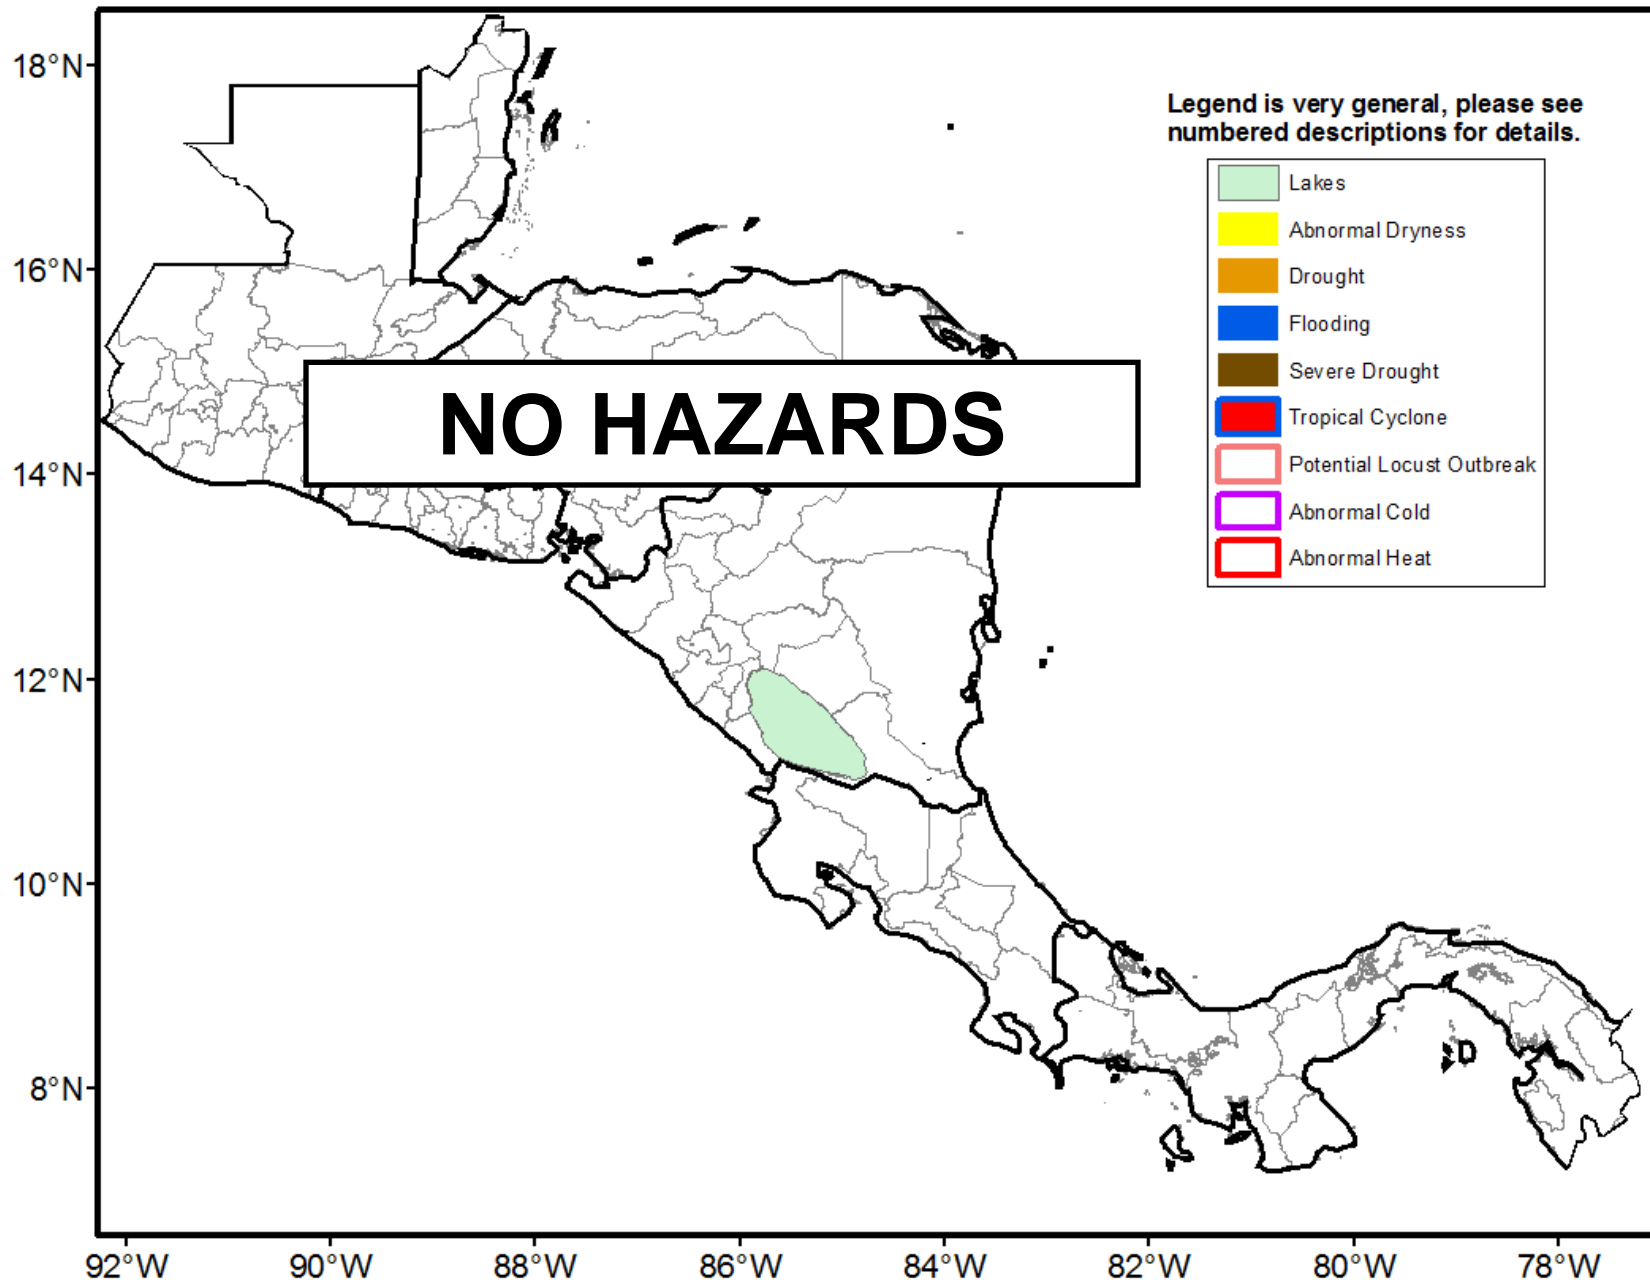 18°N
16°N
14°N
12°N
10°N
8°N
Legend is very general, please see
numbered descriptions for details.
Lakes
Abnormal Dryness
Drought
Flooding
Severe Drought
Tropical Cyclone
Potential Locust Outbreak
Abnormal Cold
Abnormal Heat
NO HAZARDS
92°W 90°W 88°W 86°W 84°W 82°W 80°W 78°W